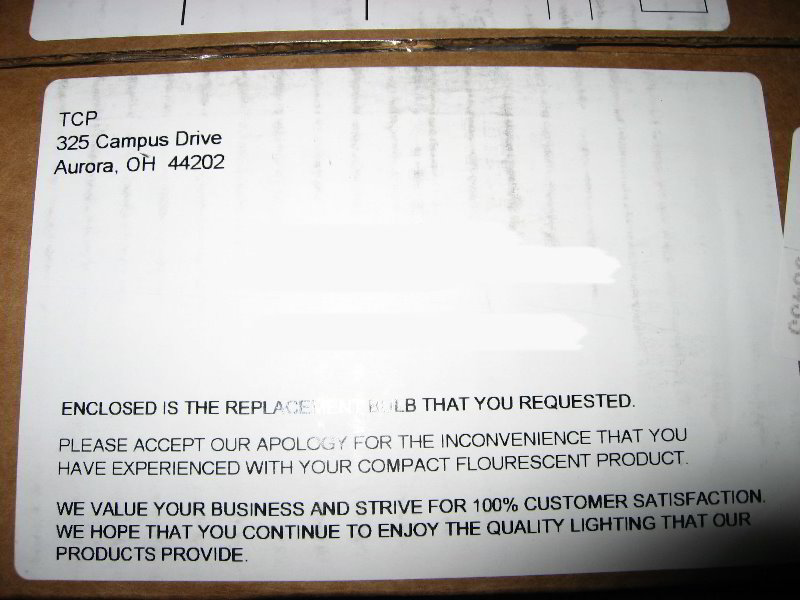 TCP
325 Campus Drive
Aurora, OH 44202
ENCLOSED IS THE REPLACEMENT BULB THAT YOU REQUESTED.
PLEASE ACCEPT OUR APOLOGY FOR THE INCONVENIENCE THAT YOU
HAVE EXPERIENCED WITH YOUR COMPACT FLOURESCENT PRODUCT.
WE VALUE YOUR BUSINESS AND STRIVE FOR 100% CUSTOMER SATISFACTION.
WE HOPE THAT YOU CONTINUE TO ENJOY THE QUALITY LIGHTING THAT OUR
PRODUCTS PROVIDE.